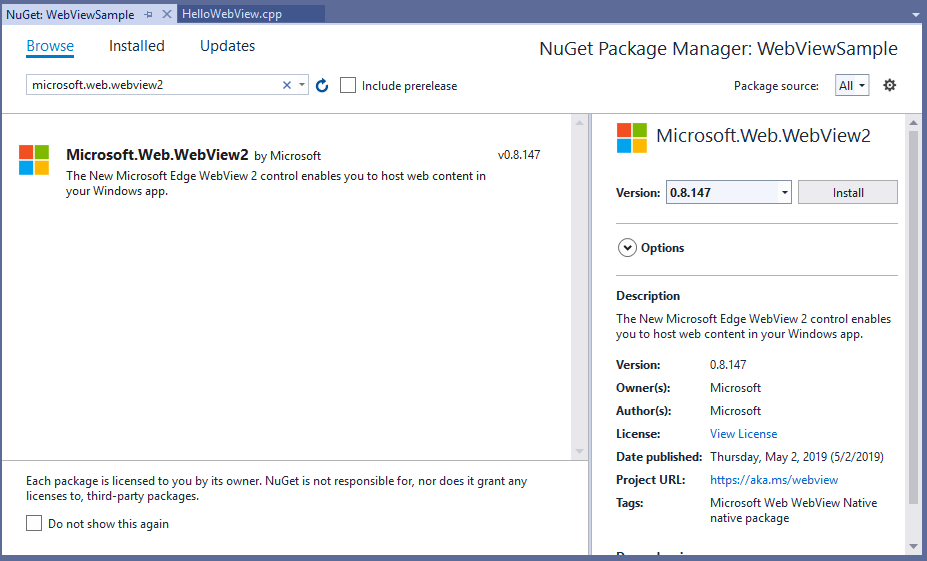 NuGet: WebViewSample
HelloWebView.cpp
Browse
Installed
Updates
NuGet Package Manager: WebViewSample
microsoft.web.webview2
Include prerelease
Package source:
All
Microsoft.Web.WebView2 by Microsoft
v0.8.147
The New Microsoft Edge WebView 2 control enables you to host web content in
your Windows app.
Each package is licensed to you by its owner. NuGet is not responsible for, nor does it grant any
licenses to, third-party packages.
Do not show this again
Microsoft.Web.WebView2
Version: 0.8.147
Install
Options
Description
The New Microsoft Edge WebView 2 control enables
you to host web content in your Windows app.
Version: 0.8.147
Owner(s): Microsoft
Author(s): Microsoft
License: View License
Date published: Thursday, May 2, 2019 (5/2/2019)
Project URL: https://aka.ms/webview
Tags: Microsoft Web WebView Native
native package